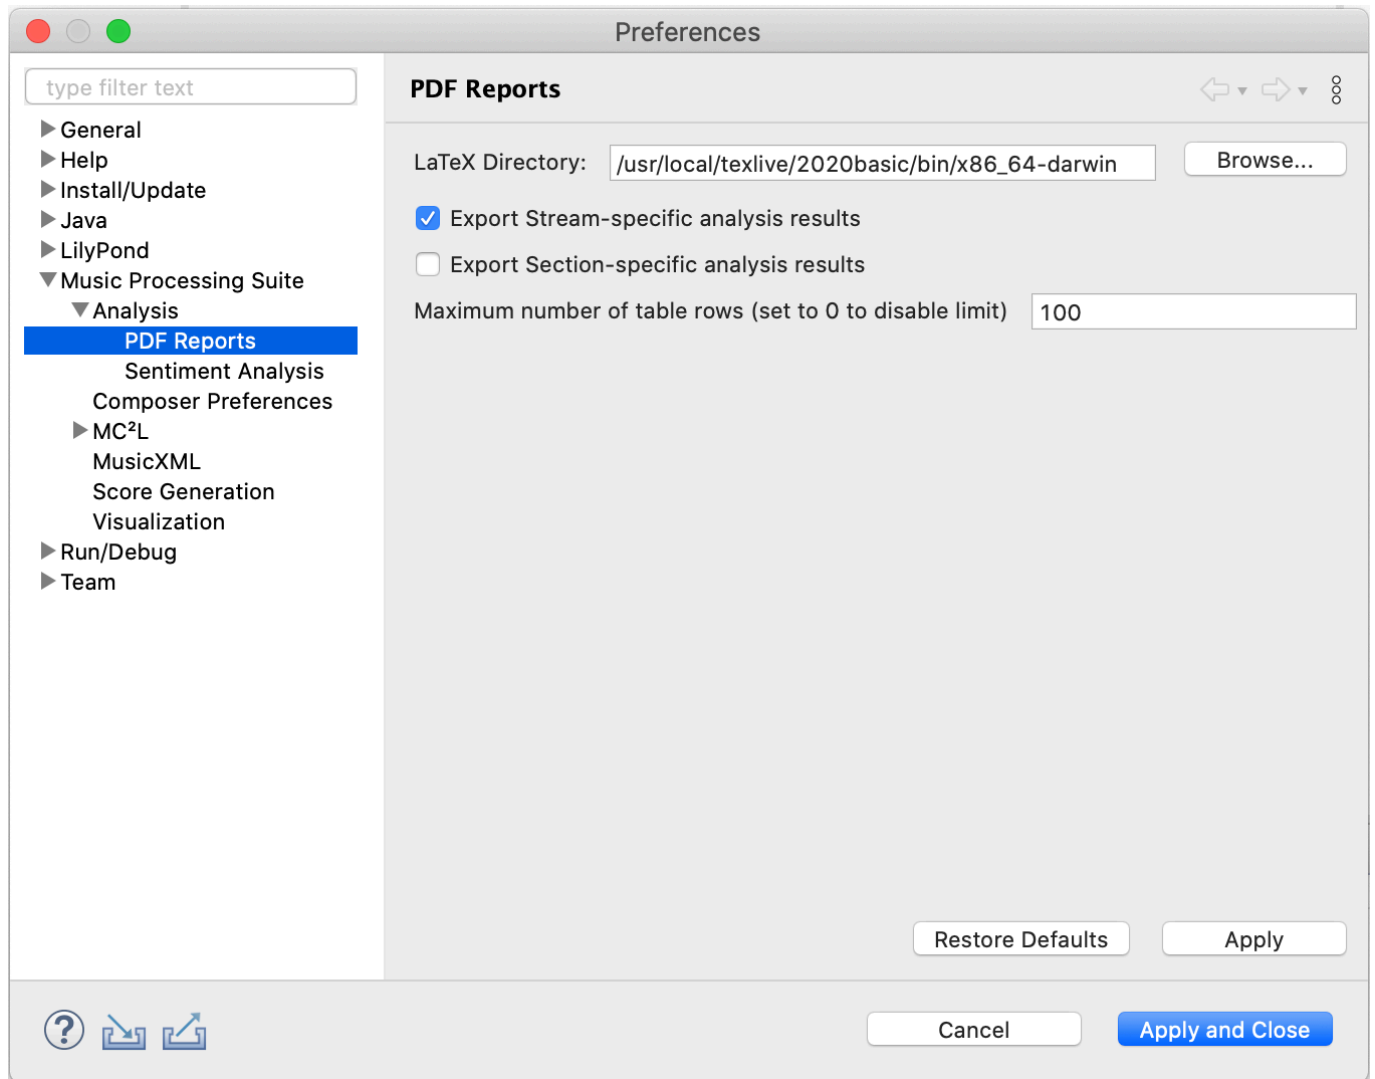 Preferences
type filter text
General
Help
Install/Update
Java
LilyPond
Music Processing Suite
Analysis
PDF Reports
Sentiment Analysis
Composer Preferences
MC²L
MusicXML
Score Generation
Visualization
Run/Debug
Team
PDF Reports
LaTeX Directory: /usr/local/texlive/2020basic/bin/x86_64-darwin Browse...
Export Stream-specific analysis results
Export Section-specific analysis results
Maximum number of table rows (set to 0 to disable limit) 100
Restore Defaults Apply
? Cancel Apply and Close